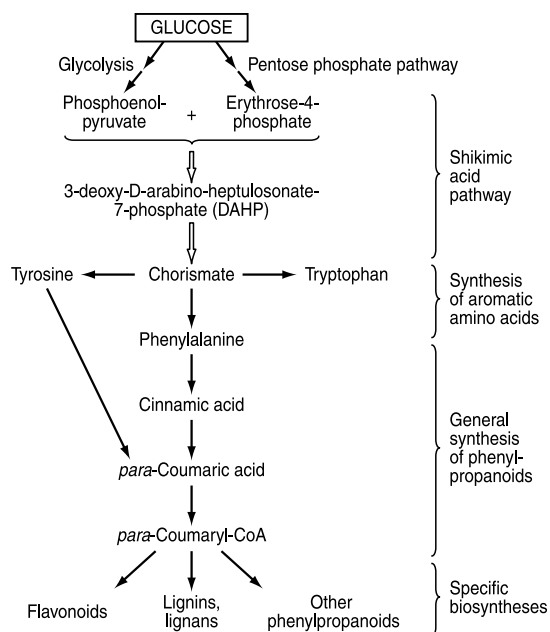 GLUCOSE
Glycolysis
Pentose phosphate pathway
Phosphoenol-
pyruvate
+
Erythrose-4-
phosphate
Shikimic
acid
pathway
3-deoxy-D-arabino-heptulosonate-
7-phosphate (DAHP)
Tyrosine
Chorismate
Tryptophan
Synthesis
of aromatic
amino acids
Phenylalanine
Cinnamic acid
General
synthesis
of phenyl-
propanoids
para-Coumaric acid
para-Coumaryl-CoA
Flavonoids
Lignins,
lignans
Other
phenylpropanoids
Specific
biosyntheses